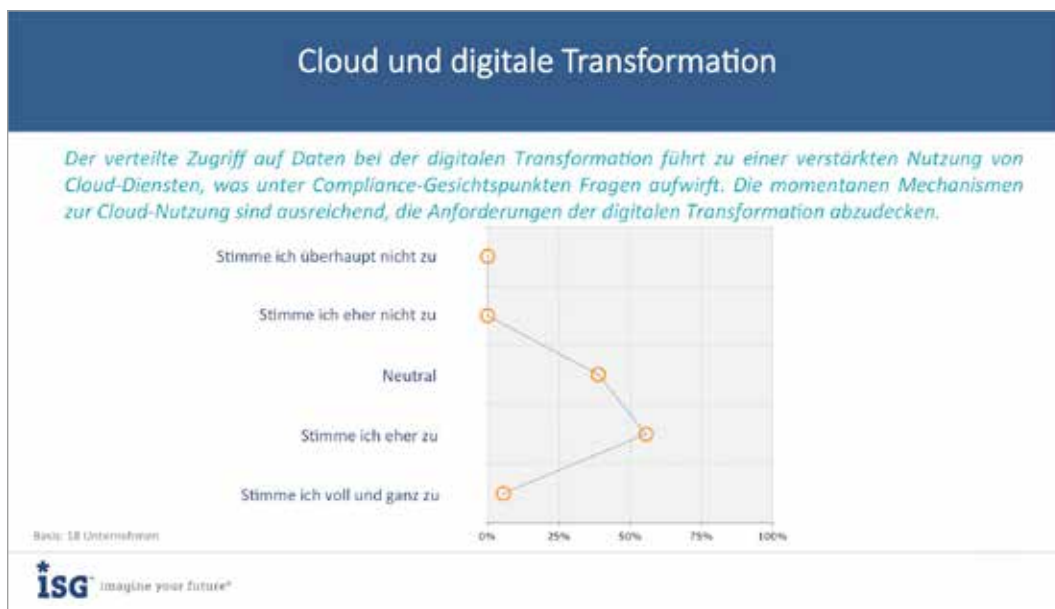 Cloud und digitale Transformation
Der verteilte Zugriff auf Daten bei der digitalen Transformation führt zu einer verstärkten Nutzung von
Cloud-Diensten, was unter Compliance-Gesichtspunkten Fragen aufwirft. Die momentanen Mechanismen
zur Cloud-Nutzung sind ausreichend, die Anforderungen der digitalen Transformation abzudecken.
Stimme ich überhaupt nicht zu
Stimme ich eher nicht zu
Neutral
Stimme ich eher zu
Stimme ich voll und ganz zu
0% 25% 50% 75% 100%
Basis: 18 Unternehmen
ISG™ imagine your future®